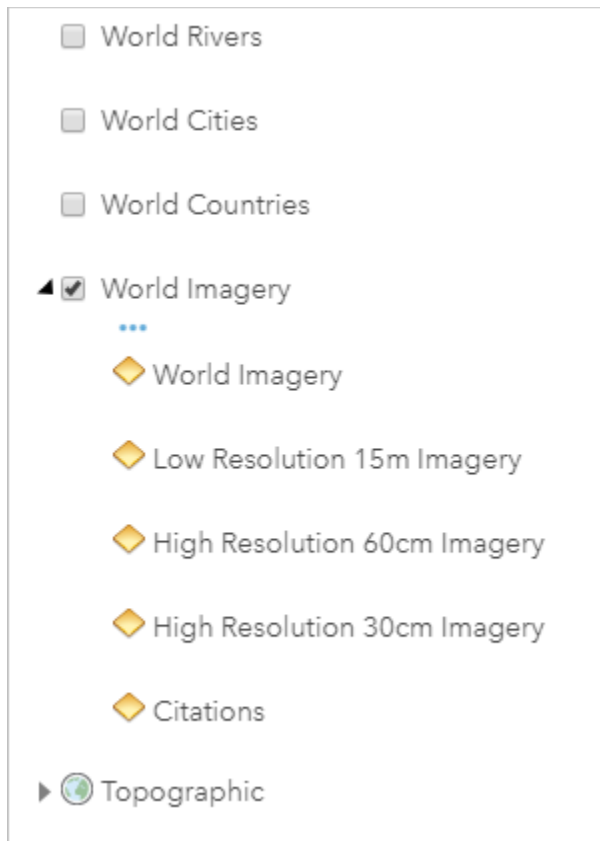 World Rivers
World Cities
World Countries
World Imagery
World Imagery
Low Resolution 15m Imagery
High Resolution 60cm Imagery
High Resolution 30cm Imagery
Citations
Topographic